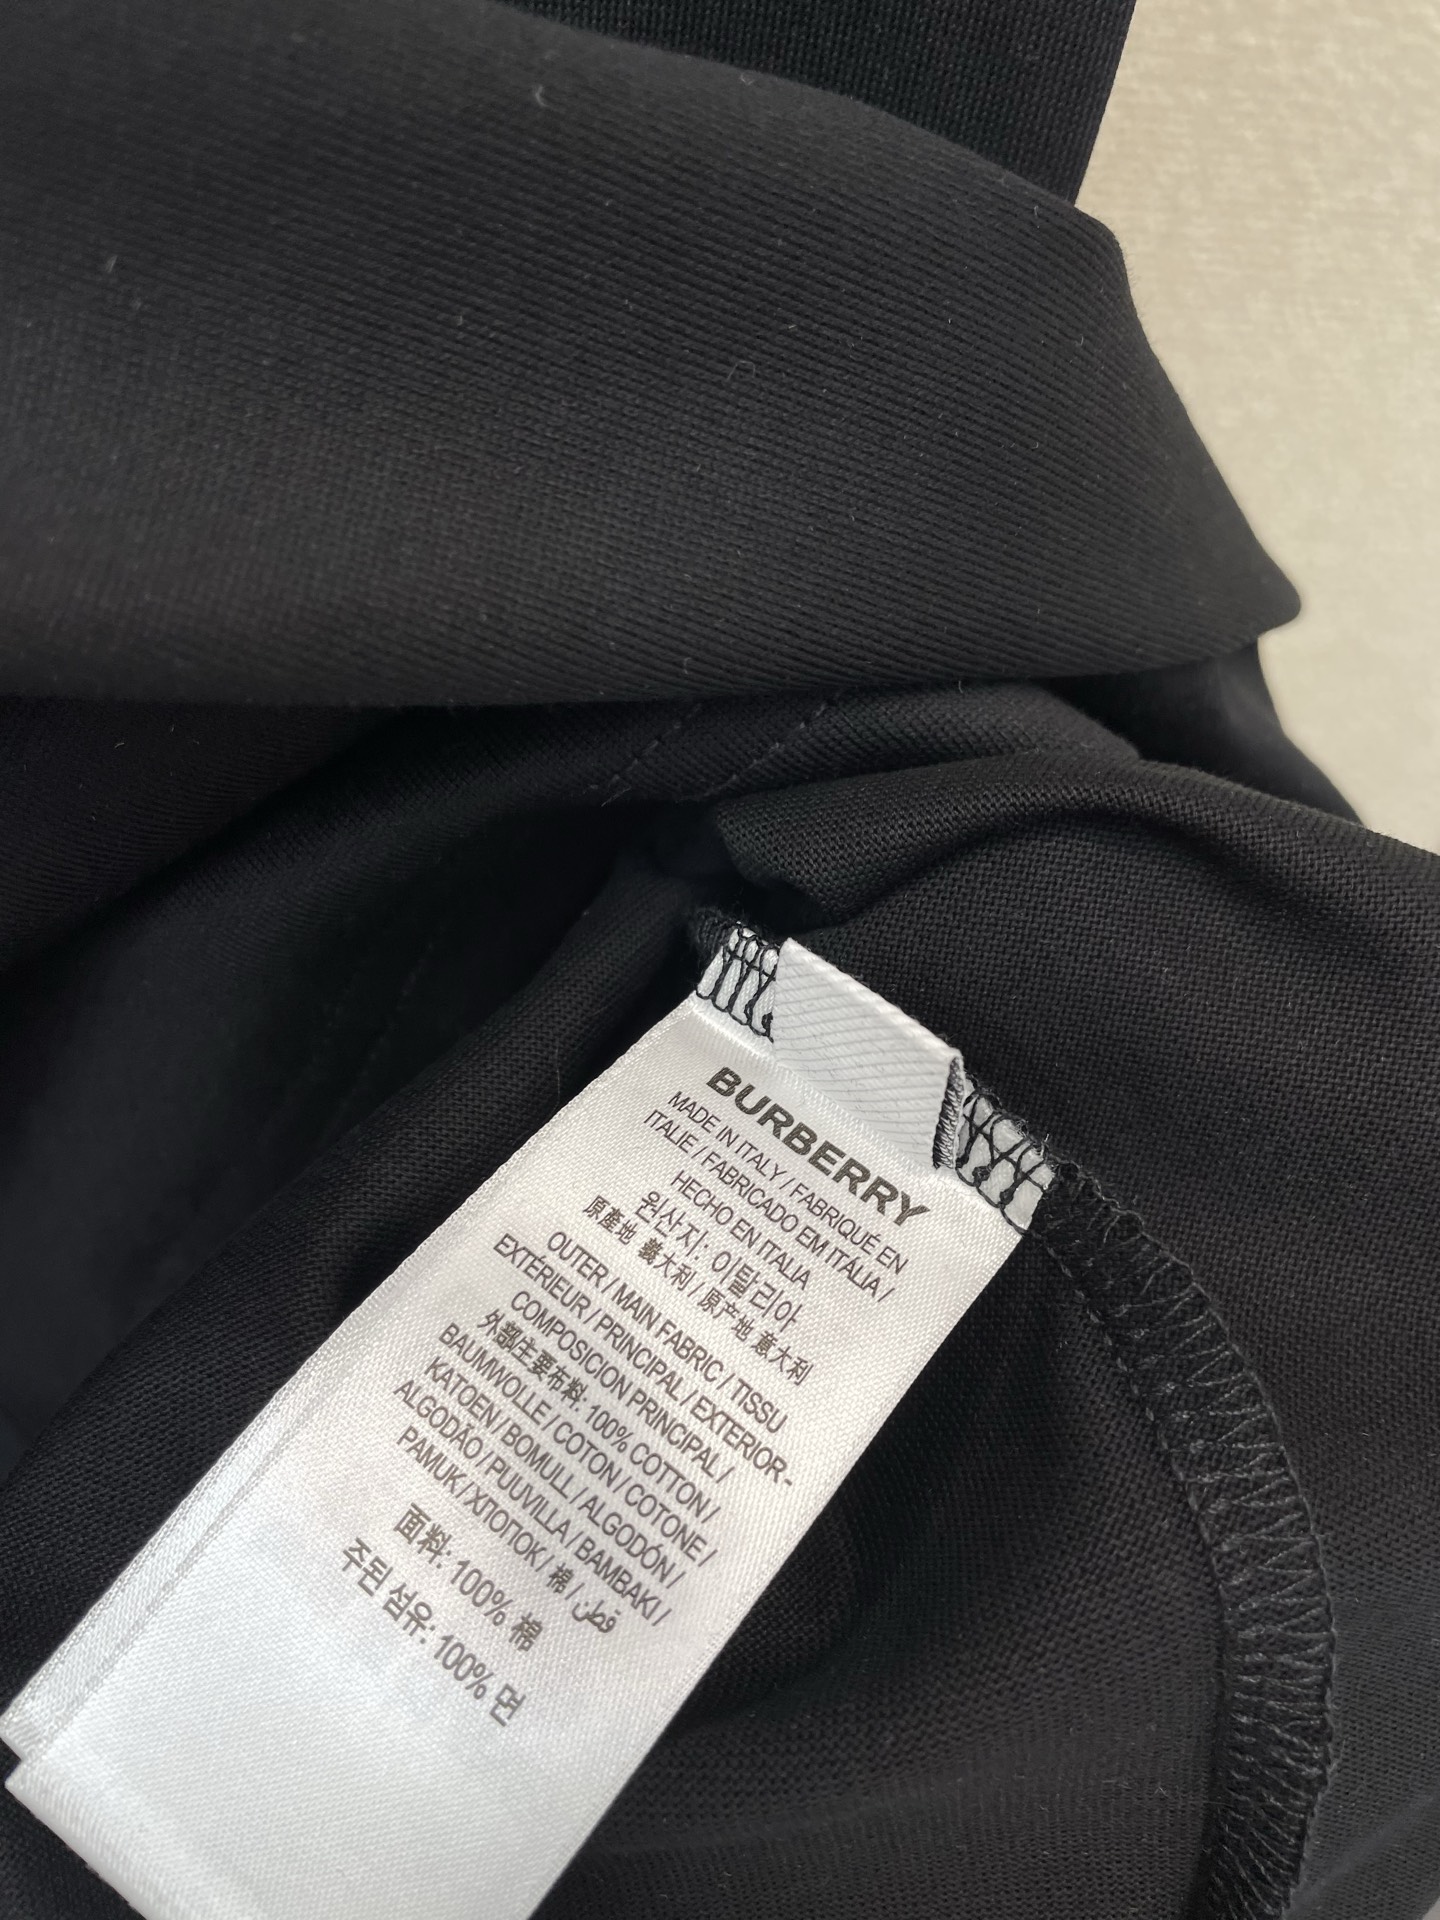 BURBERRY
MADE IN ITALY / FABRIQUÉ EN
ITALIE / FABRICADO EM ITALIA /
HECHO EN ITALIA
원산지: 이탈리아
原產地 義大利 / 原产地 意大利
OUTER / MAIN FABRIC / TISSU
EXTÉRIEUR / PRINCIPAL / EXTERIOR-
COMPOSICION PRINCIPAL /
外部主要布料: 100% COTTON /
BAUMWOLLE / COTON / COTONE /
KATOEN / BOMULL / ALGODÓN /
ALGODÃO / PUUVILLA / BAMBAKI /
PAMUK / ХЛОПОК / 棉 / قطن
面料: 100% 棉
주된 섬유: 100% 면